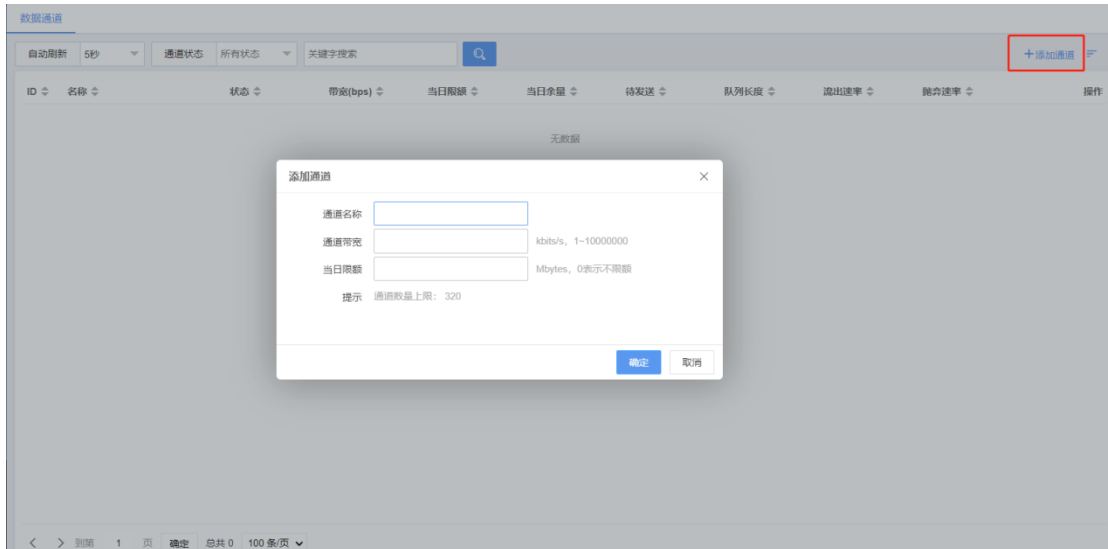 数据通道
自动刷新 5秒 通道状态 所有状态 关键字搜索 +添加通道
ID 名称 状态 带宽(bps) 当日限额 当日余量 待发送 队列长度 流出速率 抛弃速率 操作
无数据
添加通道
通道名称
通道带宽 kbits/s, 1~10000000
当日限额 Mbytes, 0表示不限额
提示 通道数量上限: 320
确定 取消
到第 1 页 确定 总共 0 100 条/页